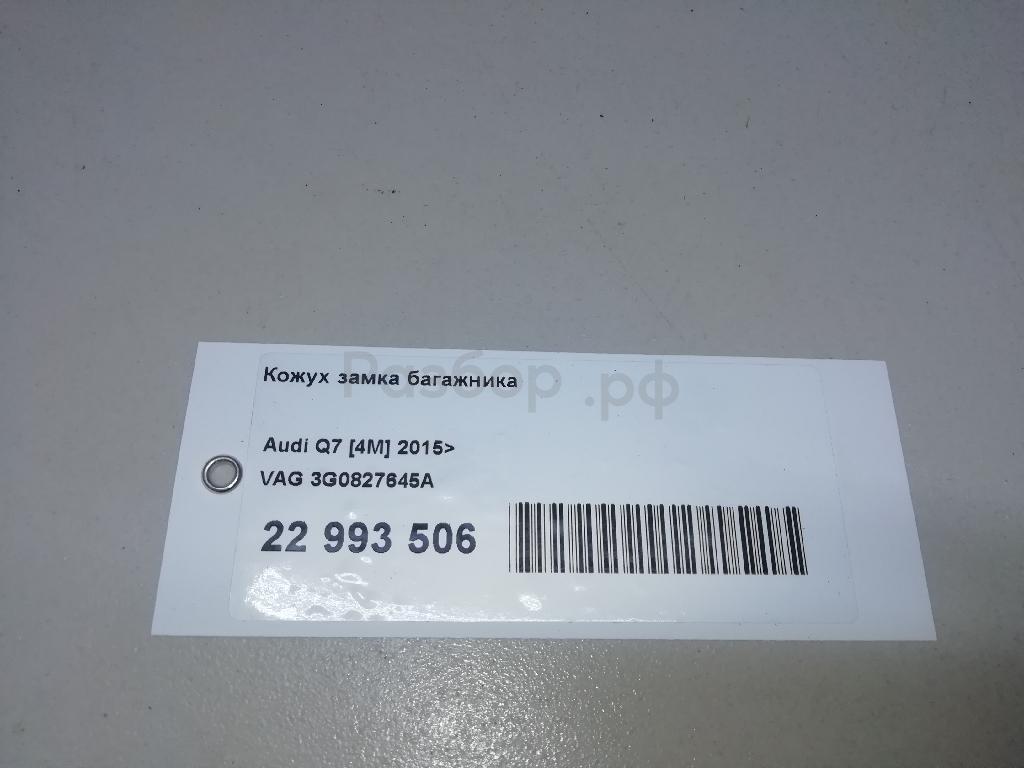 Разбор.рф
Кожух замка багажника
Audi Q7 [4M] 2015>
VAG 3G0827645A
22 993 506